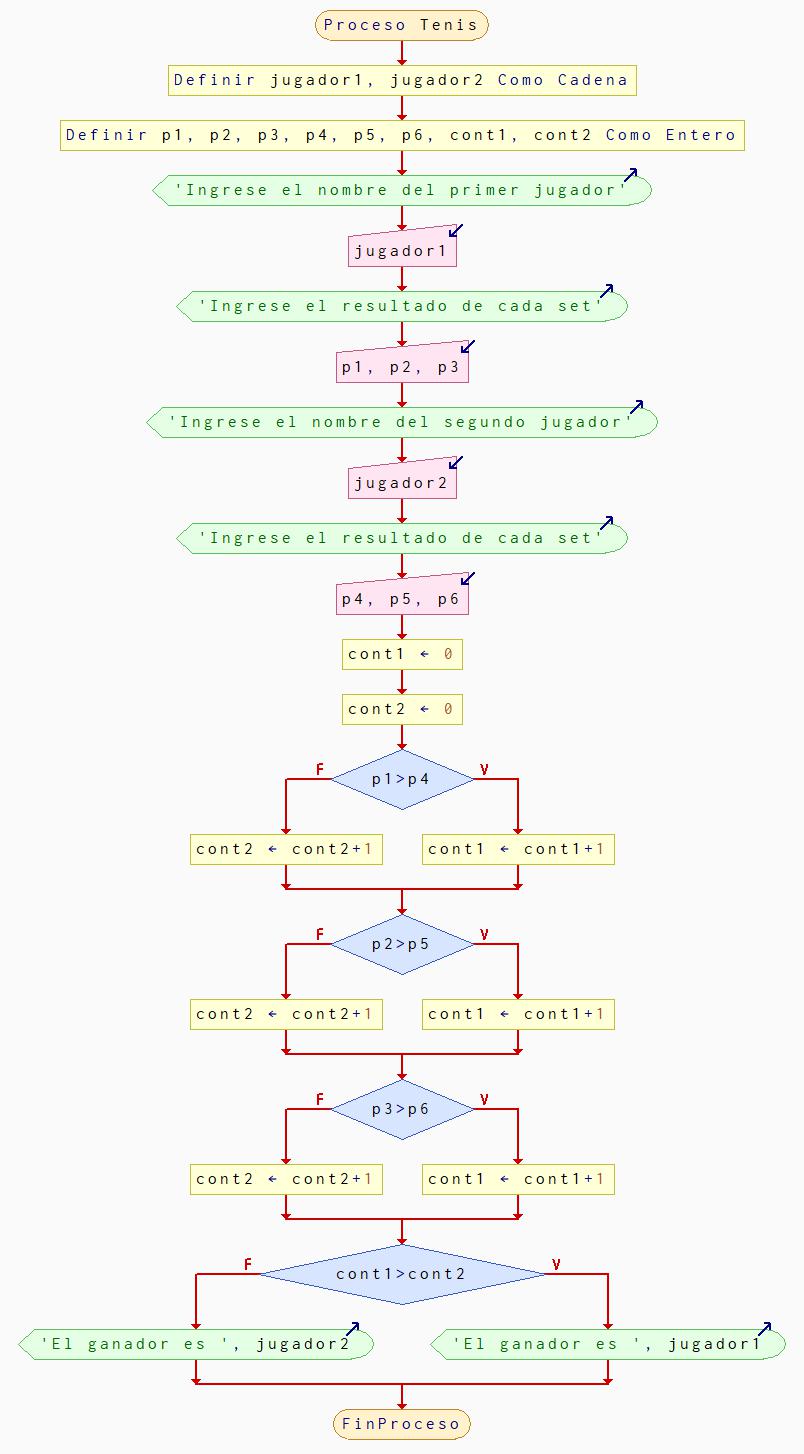 Proceso Tenis
Definir jugador1, jugador2 Como Cadena
Definir p1, p2, p3, p4, p5, p6, cont1, cont2 Como Entero
'Ingrese el nombre del primer jugador'
jugador1
'Ingrese el resultado de cada set'
p1, p2, p3
'Ingrese el nombre del segundo jugador'
jugador2
'Ingrese el resultado de cada set'
p4, p5, p6
cont1 ← 0
cont2 ← 0
F V
p1>p4
cont2 ← cont2+1 cont1 ← cont1+1
F V
p2>p5
cont2 ← cont2+1 cont1 ← cont1+1
F V
p3>p6
cont2 ← cont2+1 cont1 ← cont1+1
F V
cont1>cont2
'El ganador es ', jugador2 'El ganador es ', jugador1
FinProceso